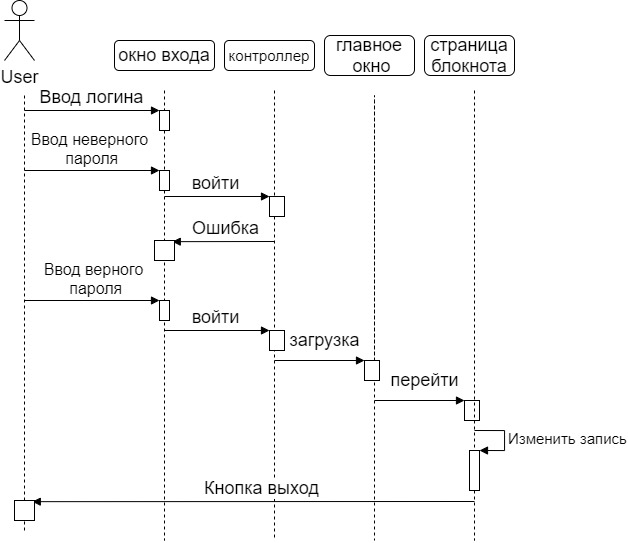 User
окно входа
контроллер
главное
окно
страница
блокнота
Ввод логина
Ввод неверного
пароля
войти
Ошибка
Ввод верного
пароля
войти
загрузка
перейти
Изменить запись
Кнопка выход